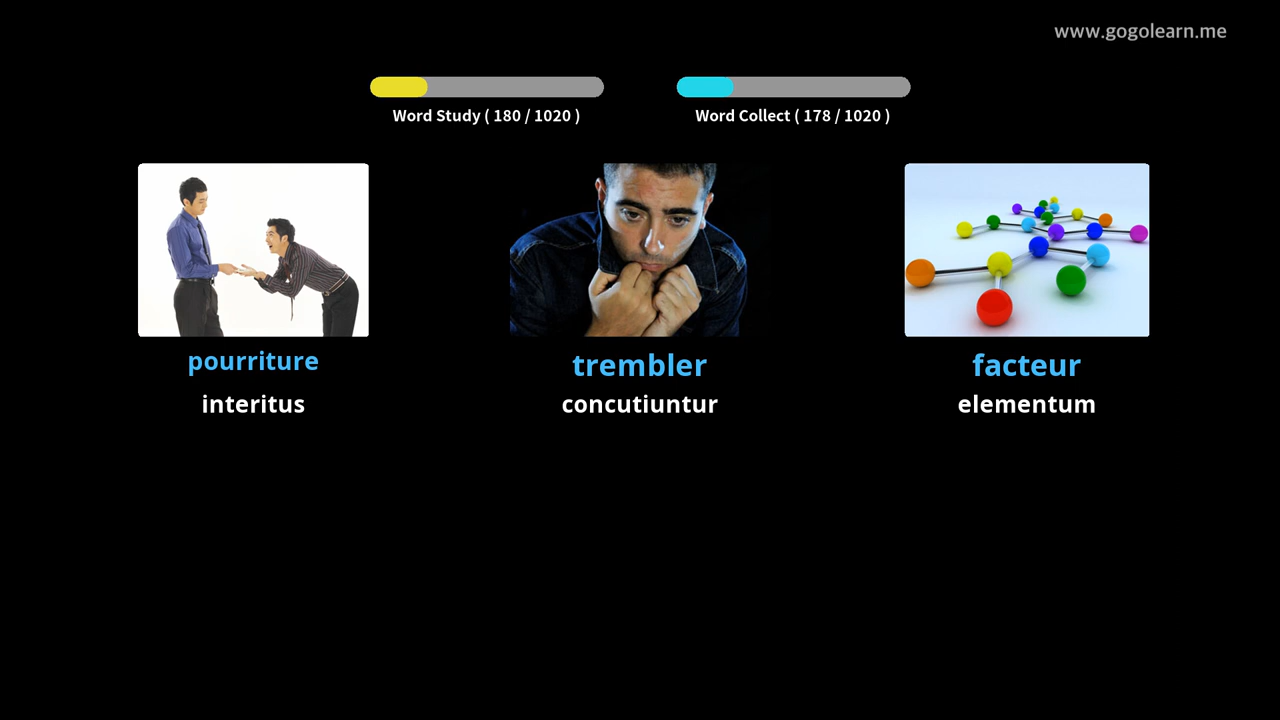 www.gogolearn.me
Word Study ( 180 / 1020 )
Word Collect ( 178 / 1020 )
pourriture
trembler
facteur
interitus
concutiuntur
elementum